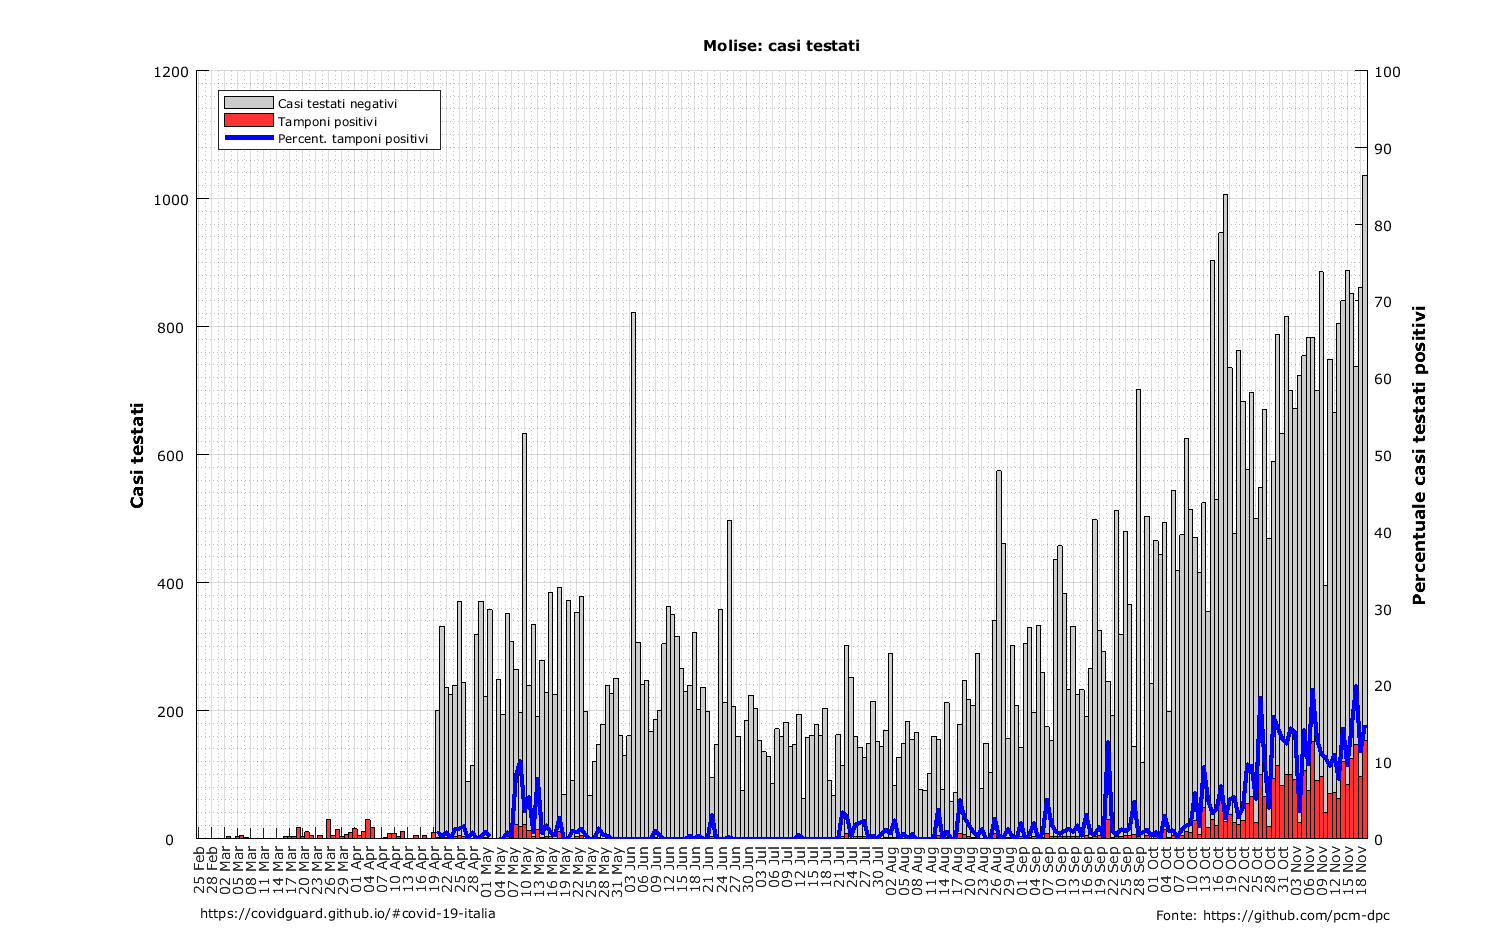 Molise: casi testati
Casi testati negativi
Tamponi positivi
Percent. tamponi positivi
1200
1000
800
600
400
200
0
Casi testati
100
90
80
70
60
50
40
30
20
10
0
Percentuale casi testati positivi
25 Feb
28 Feb
02 Mar
05 Mar
08 Mar
11 Mar
14 Mar
17 Mar
20 Mar
23 Mar
26 Mar
29 Mar
01 Apr
04 Apr
07 Apr
10 Apr
13 Apr
16 Apr
19 Apr
22 Apr
25 Apr
28 Apr
01 May
04 May
07 May
10 May
13 May
16 May
19 May
22 May
25 May
28 May
31 May
03 Jun
06 Jun
09 Jun
12 Jun
15 Jun
18 Jun
21 Jun
24 Jun
27 Jun
30 Jun
03 Jul
06 Jul
09 Jul
12 Jul
15 Jul
18 Jul
21 Jul
24 Jul
27 Jul
30 Jul
02 Aug
05 Aug
08 Aug
11 Aug
14 Aug
17 Aug
20 Aug
23 Aug
26 Aug
29 Aug
01 Sep
04 Sep
07 Sep
10 Sep
13 Sep
16 Sep
19 Sep
22 Sep
25 Sep
28 Sep
01 Oct
04 Oct
07 Oct
10 Oct
13 Oct
16 Oct
19 Oct
22 Oct
25 Oct
28 Oct
31 Oct
03 Nov
06 Nov
09 Nov
12 Nov
15 Nov
18 Nov
https://covidguard.github.io/#covid-19-italia
Fonte: https://github.com/pcm-dpc